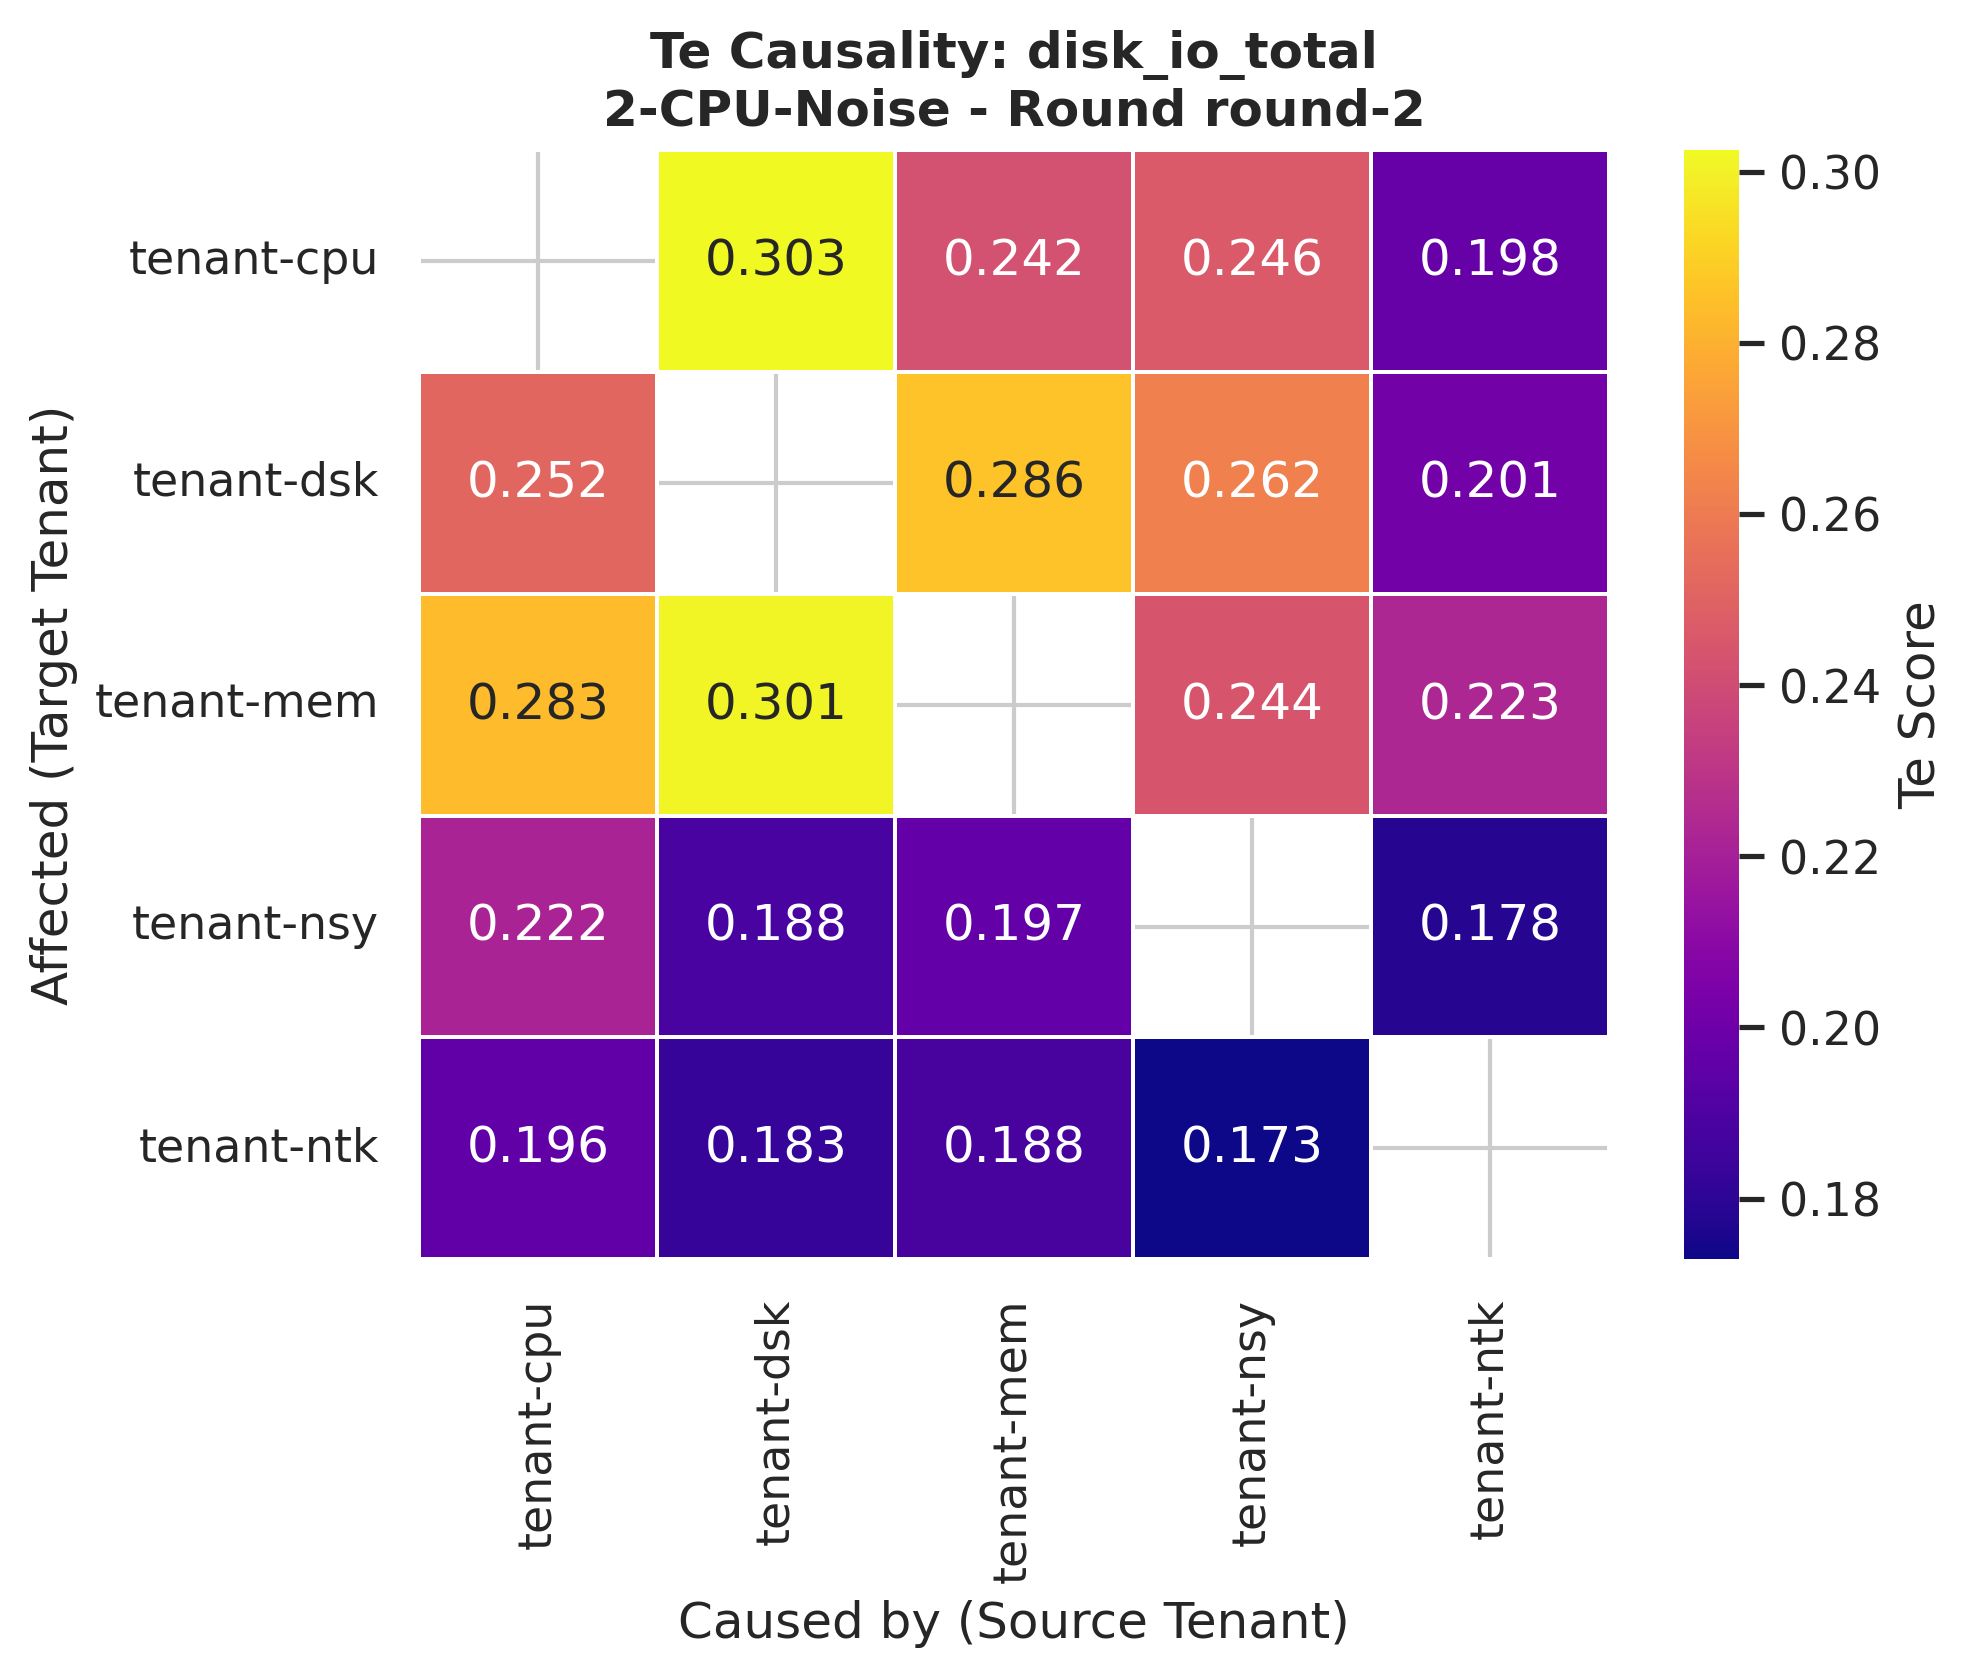 Te Causality: disk_io_total
2-CPU-Noise - Round round-2
Affected (Target Tenant)
tenant-cpu 0.303 0.242 0.246 0.198
tenant-dsk 0.252 0.286 0.262 0.201
tenant-mem 0.283 0.301 0.244 0.223
tenant-nsy 0.222 0.188 0.197 0.178
tenant-ntk 0.196 0.183 0.188 0.173
tenant-cpu
tenant-dsk
tenant-mem
tenant-nsy
tenant-ntk
Caused by (Source Tenant)
0.30
0.28
0.26
0.24
0.22
0.20
0.18
Te Score